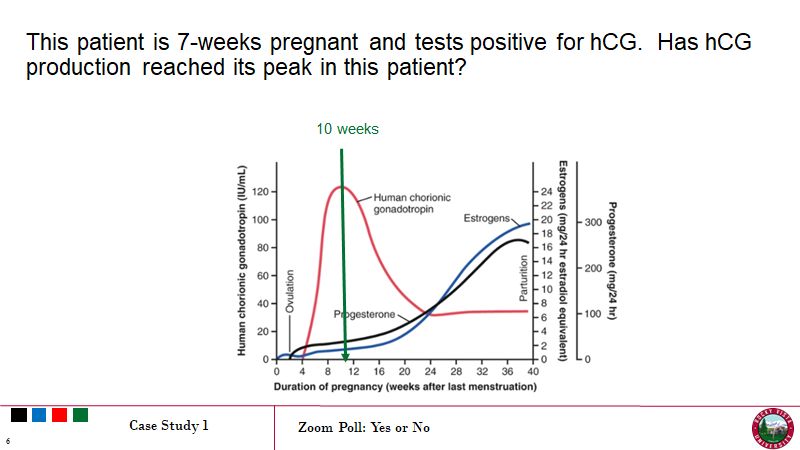 This patient is 7-weeks pregnant and tests positive for hCG.  Has hCG
production reached its peak in this patient?
10 weeks
Human chorionic gonadotropin (IU/mL)
120
100
80
60
40
20
0
Ovulation
Human chorionic
gonadotropin
Estrogens
Progesterone
Parturition
24
22
20
18
16
14
12
10
8
6
4
2
0
Estrogens (mg/24 hr estradiol equivalent)
300
200
100
0
Progesterone (mg/24 hr)
0 4 8 12 16 20 24 28 32 36 40
Duration of pregnancy (weeks after last menstruation)
Case Study 1
Zoom Poll: Yes or No
6
ROCKY VISTA
UNIVERSITY